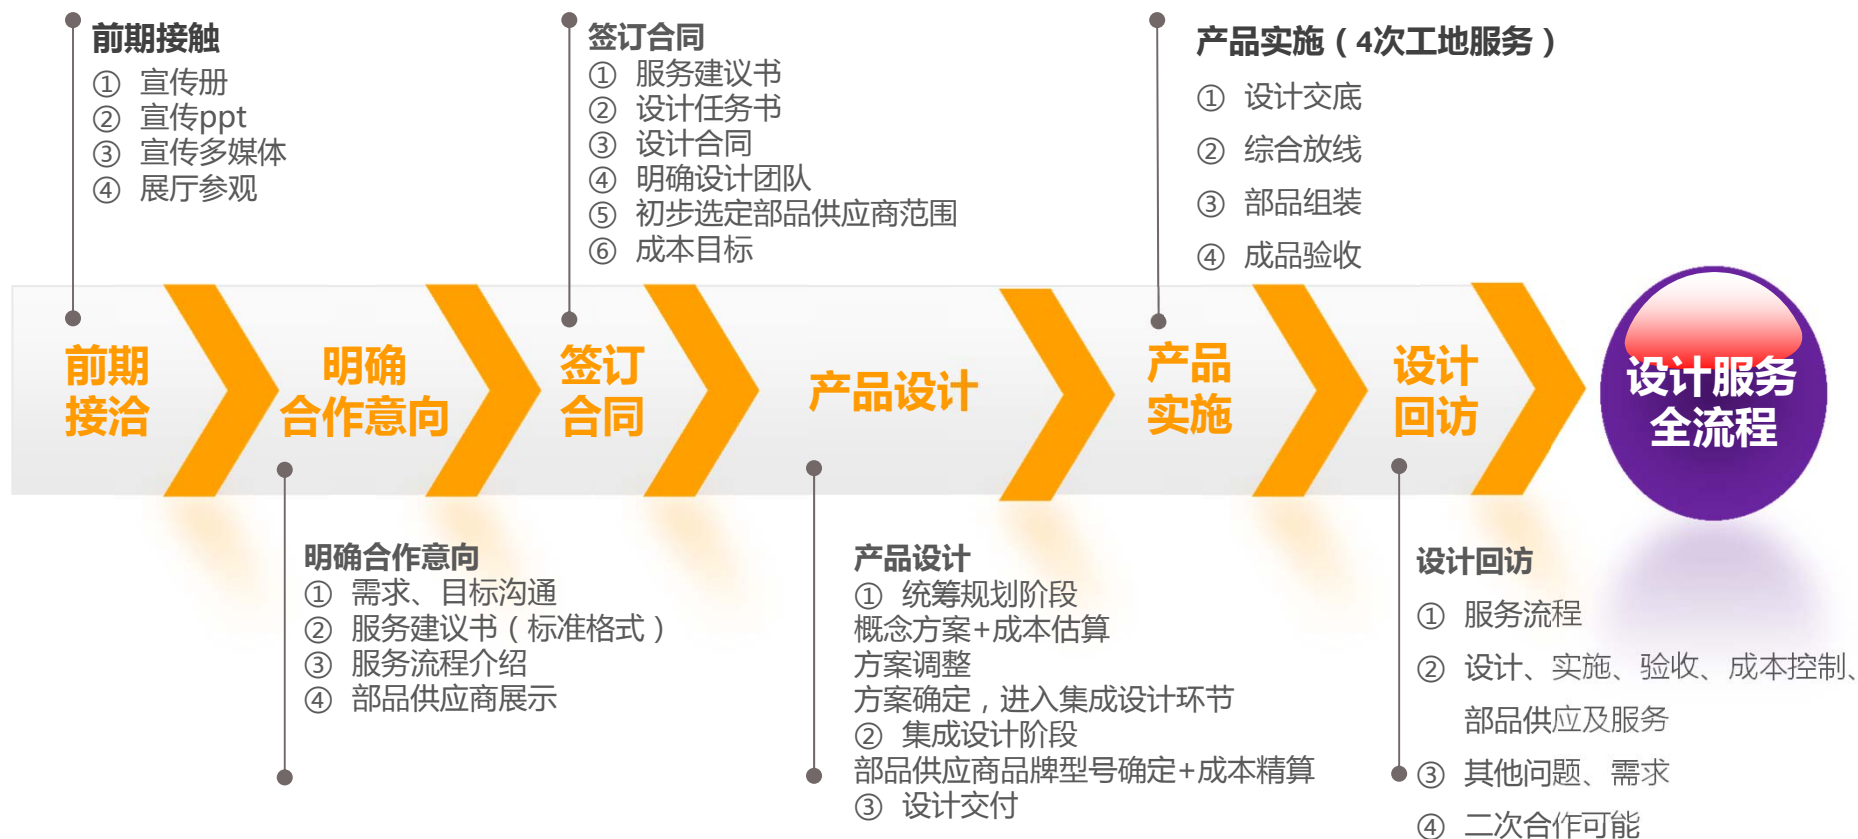 前期接触
① 宣传册
② 宣传ppt
③ 宣传多媒体
④ 展厅参观
签订合同
① 服务建议书
② 设计任务书
③ 设计合同
④ 明确设计团队
⑤ 初步选定部品供应商范围
⑥ 成本目标
产品实施（4次工地服务）
① 设计交底
② 综合放线
③ 部品组装
④ 成品验收
前期
接洽
明确
合作意向
签订
合同
产品设计
产品
实施
设计
回访
设计服务
全流程
明确合作意向
① 需求、目标沟通
② 服务建议书（标准格式）
③ 服务流程介绍
④ 部品供应商展示
产品设计
① 统筹规划阶段
概念方案+成本估算
方案调整
方案确定，进入集成设计环节
② 集成设计阶段
部品供应商品牌型号确定+成本精算
③ 设计交付
设计回访
① 服务流程
② 设计、实施、验收、成本控制、
部品供应及服务
③ 其他问题、需求
④ 二次合作可能